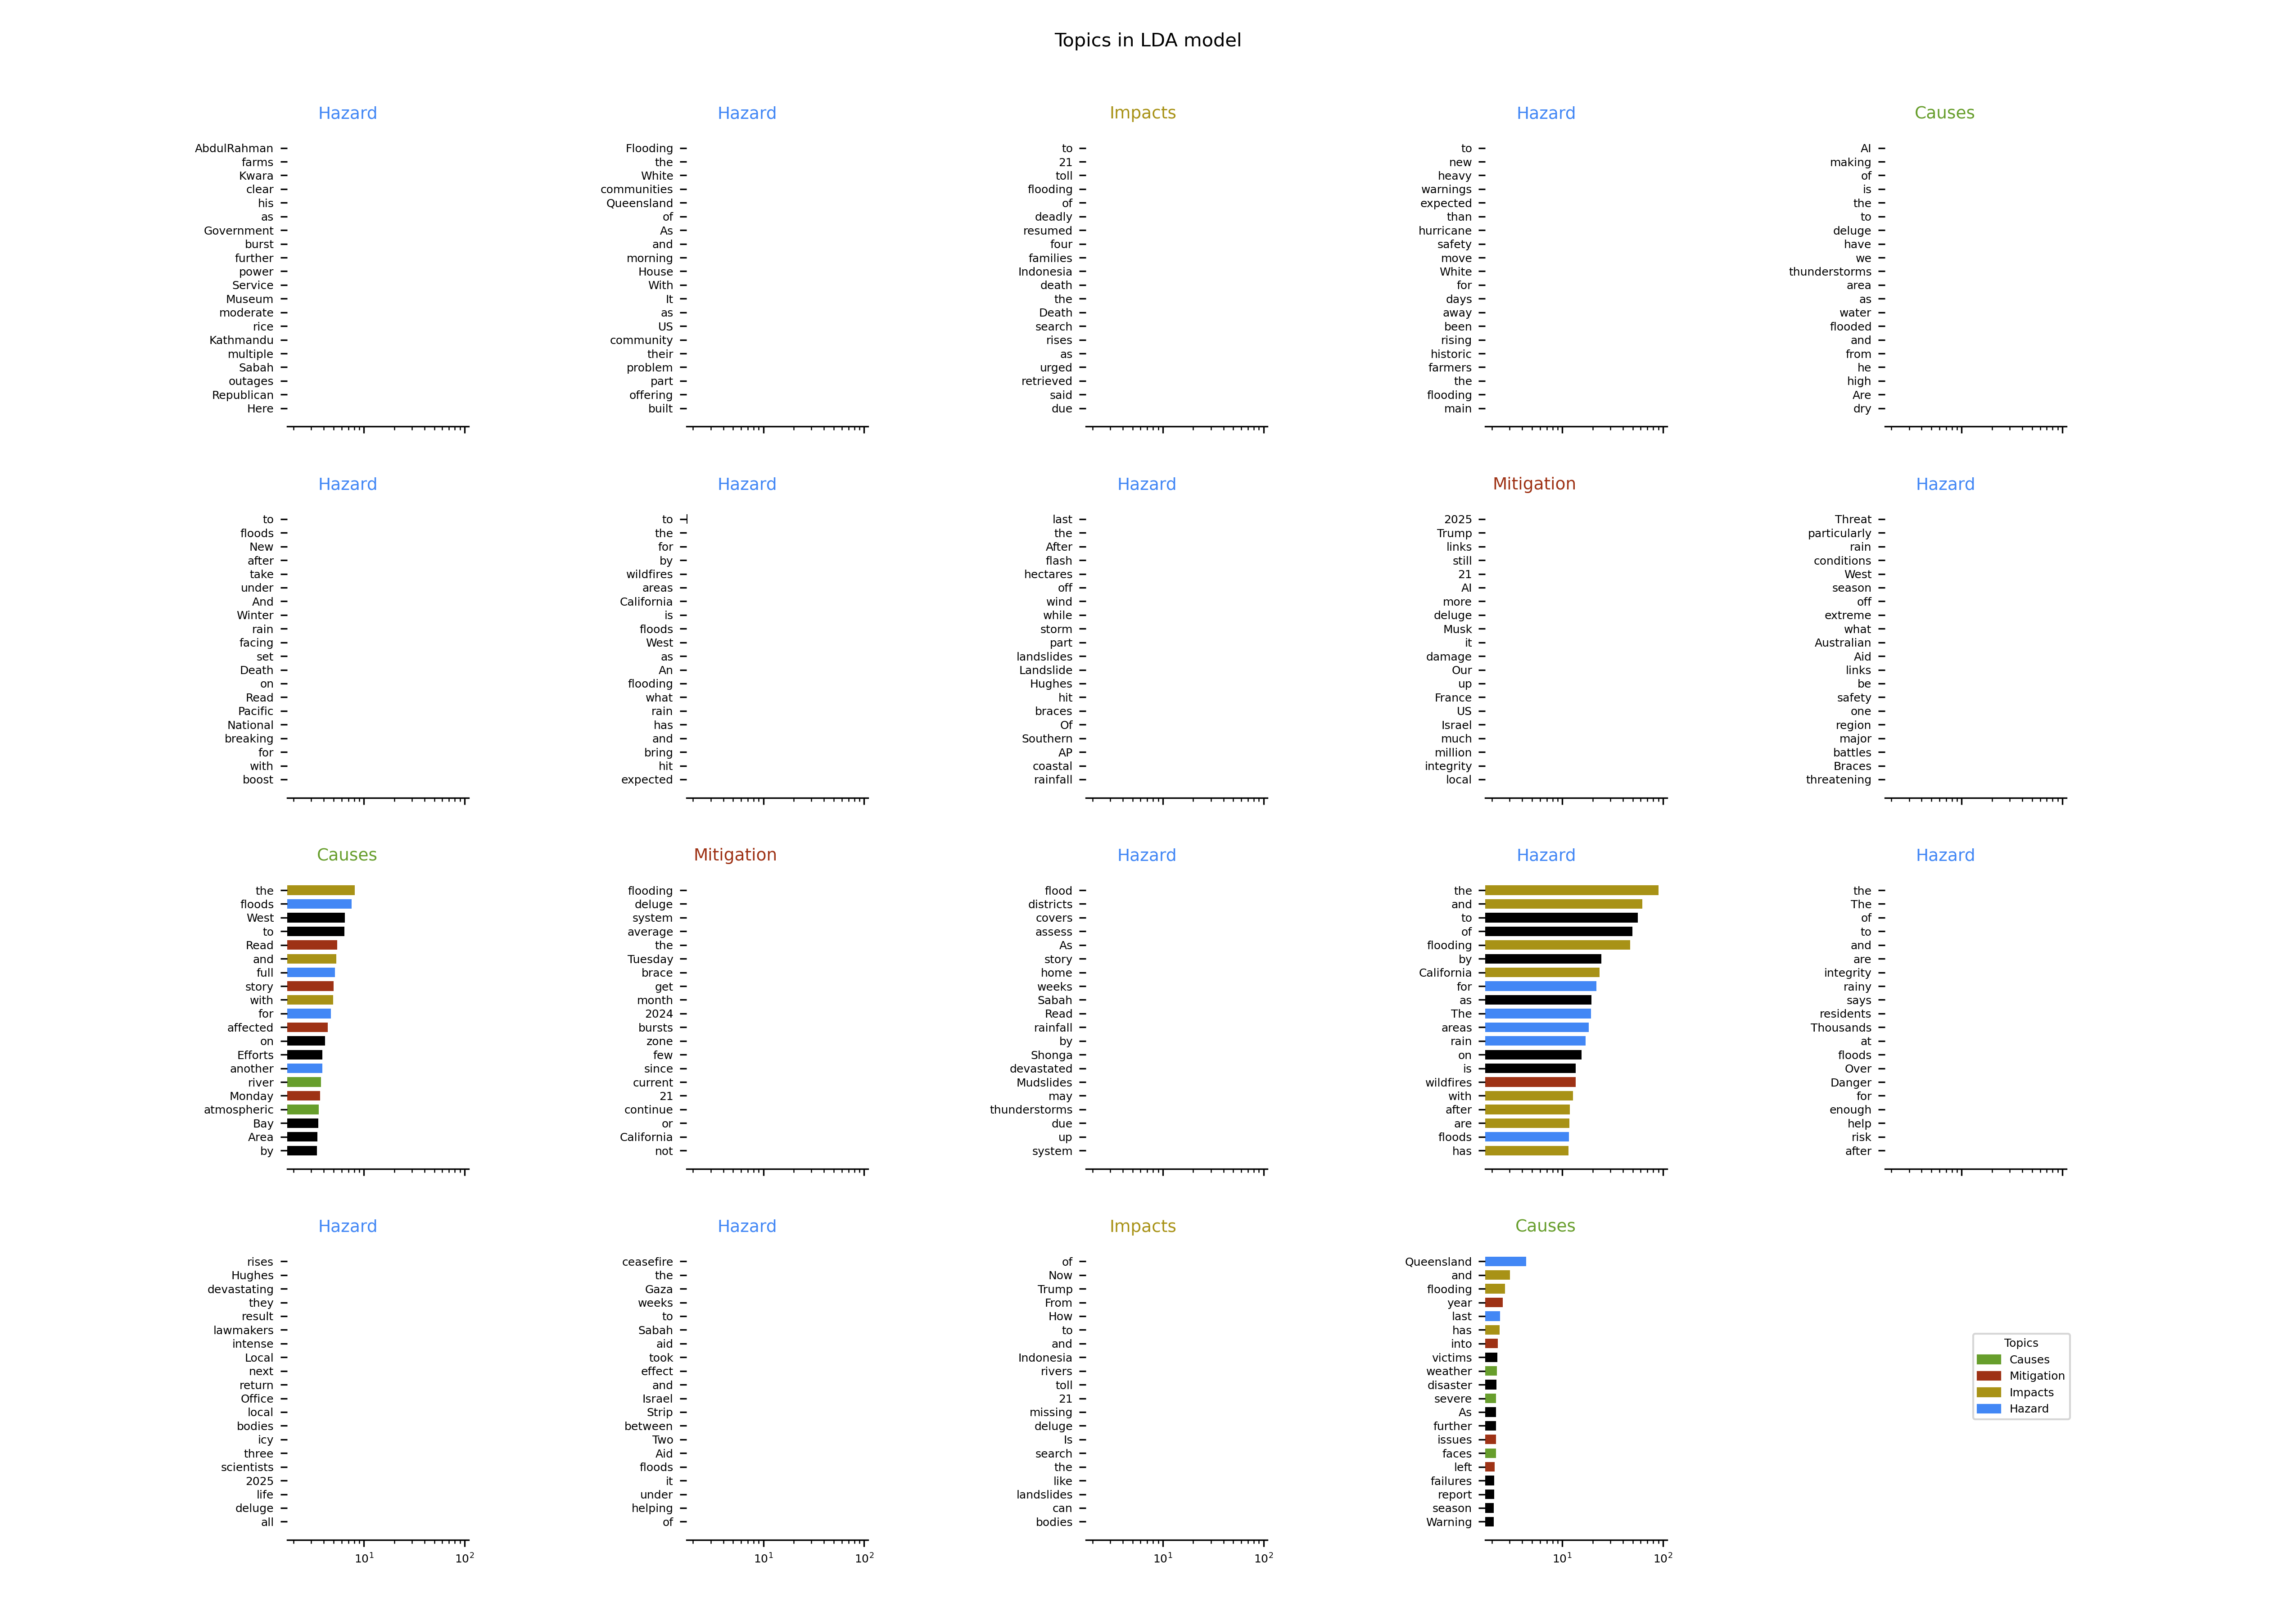 Topics in LDA model
Hazard
AbdulRahman
farms
Kwara
clear
his
as
Government
burst
further
power
Service
Museum
moderate
rice
Kathmandu
multiple
Sabah
outages
Republican
Here
Hazard
Flooding
the
White
communities
Queensland
of
As
and
morning
House
With
It
as
US
community
their
problem
part
offering
built
Impacts
to
21
toll
flooding
of
deadly
resumed
four
families
Indonesia
death
the
Death
search
rises
as
urged
retrieved
said
due
Hazard
to
new
heavy
warnings
expected
than
hurricane
safety
move
White
for
days
away
been
rising
historic
farmers
the
flooding
main
Causes
AI
making
of
is
the
to
deluge
have
we
thunderstorms
area
as
water
flooded
and
from
he
high
Are
dry
Hazard
to
floods
New
after
take
under
And
Winter
rain
facing
set
Death
on
Read
Pacific
National
breaking
for
with
boost
Hazard
to
the
for
by
wildfires
areas
California
is
floods
West
as
An
flooding
what
rain
has
and
bring
hit
expected
Hazard
last
the
After
flash
hectares
off
wind
while
storm
part
landslides
Landslide
Hughes
hit
braces
Of
Southern
AP
coastal
rainfall
Mitigation
2025
Trump
links
still
21
AI
more
deluge
Musk
it
damage
Our
up
France
US
Israel
much
million
integrity
local
Hazard
Threat
particularly
rain
conditions
West
season
off
extreme
what
Australian
Aid
links
be
safety
one
region
major
battles
Braces
threatening
Causes
the
floods
West
to
Read
and
full
story
with
for
affected
on
Efforts
another
river
Monday
atmospheric
Bay
Area
by
Mitigation
flooding
deluge
system
average
the
Tuesday
brace
get
month
2024
bursts
zone
few
since
current
21
continue
or
California
not
Hazard
flood
districts
covers
assess
As
story
home
weeks
Sabah
Read
rainfall
by
Shonga
devastated
Mudslides
may
thunderstorms
due
up
system
Hazard
the
and
to
of
flooding
by
California
for
as
The
areas
rain
on
is
wildfires
with
after
are
floods
has
Hazard
the
The
of
to
and
are
integrity
rainy
says
residents
Thousands
at
floods
Over
Danger
for
enough
help
risk
after
Hazard
rises
Hughes
devastating
they
result
lawmakers
intense
Local
next
return
Office
local
bodies
icy
three
scientists
2025
life
deluge
all
10¹ 10²
Hazard
ceasefire
the
Gaza
weeks
to
Sabah
aid
took
effect
and
Israel
Strip
between
Two
Aid
floods
it
under
helping
of
10¹ 10²
Impacts
of
Now
Trump
From
How
to
and
Indonesia
rivers
toll
21
missing
deluge
Is
search
the
like
landslides
can
bodies
10¹ 10²
Causes
Queensland
and
flooding
year
last
has
into
victims
weather
disaster
severe
As
further
issues
faces
left
failures
report
season
Warning
10¹ 10²
Topics
Causes
Mitigation
Impacts
Hazard